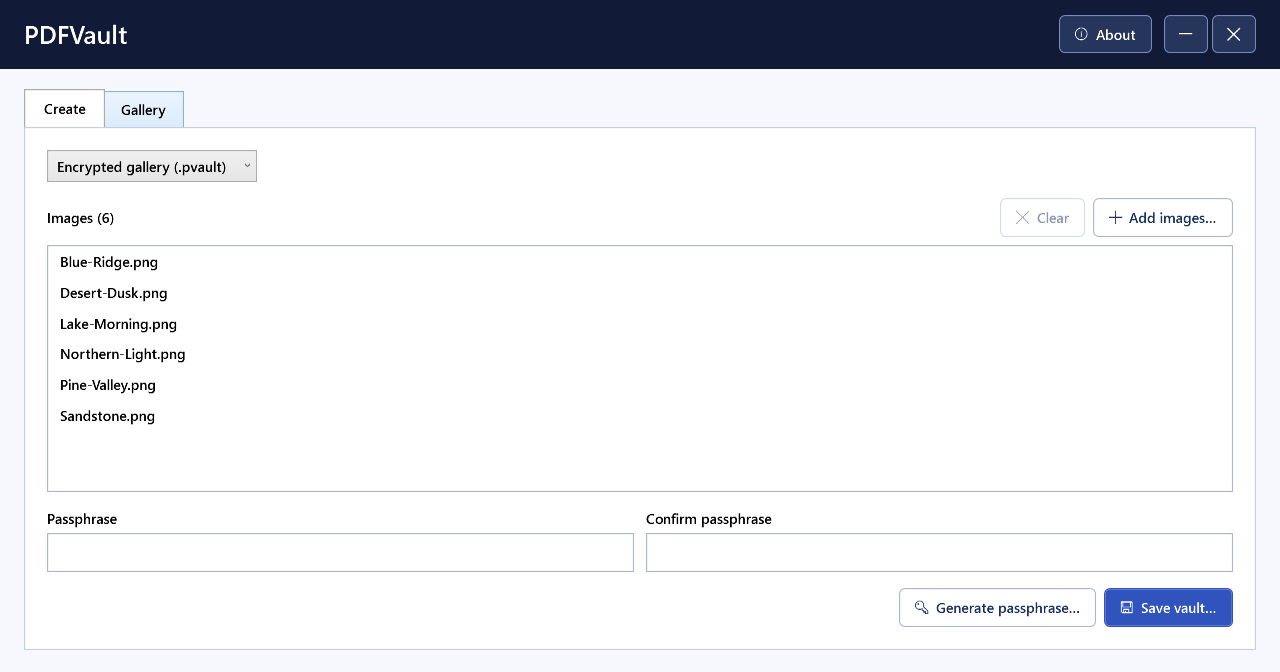 PDFVault
About
Create
Gallery
Encrypted gallery (.pvault)
Images (6)
Clear
Add images...
Blue-Ridge.png
Desert-Dusk.png
Lake-Morning.png
Northern-Light.png
Pine-Valley.png
Sandstone.png
Passphrase
Confirm passphrase
Generate passphrase...
Save vault...